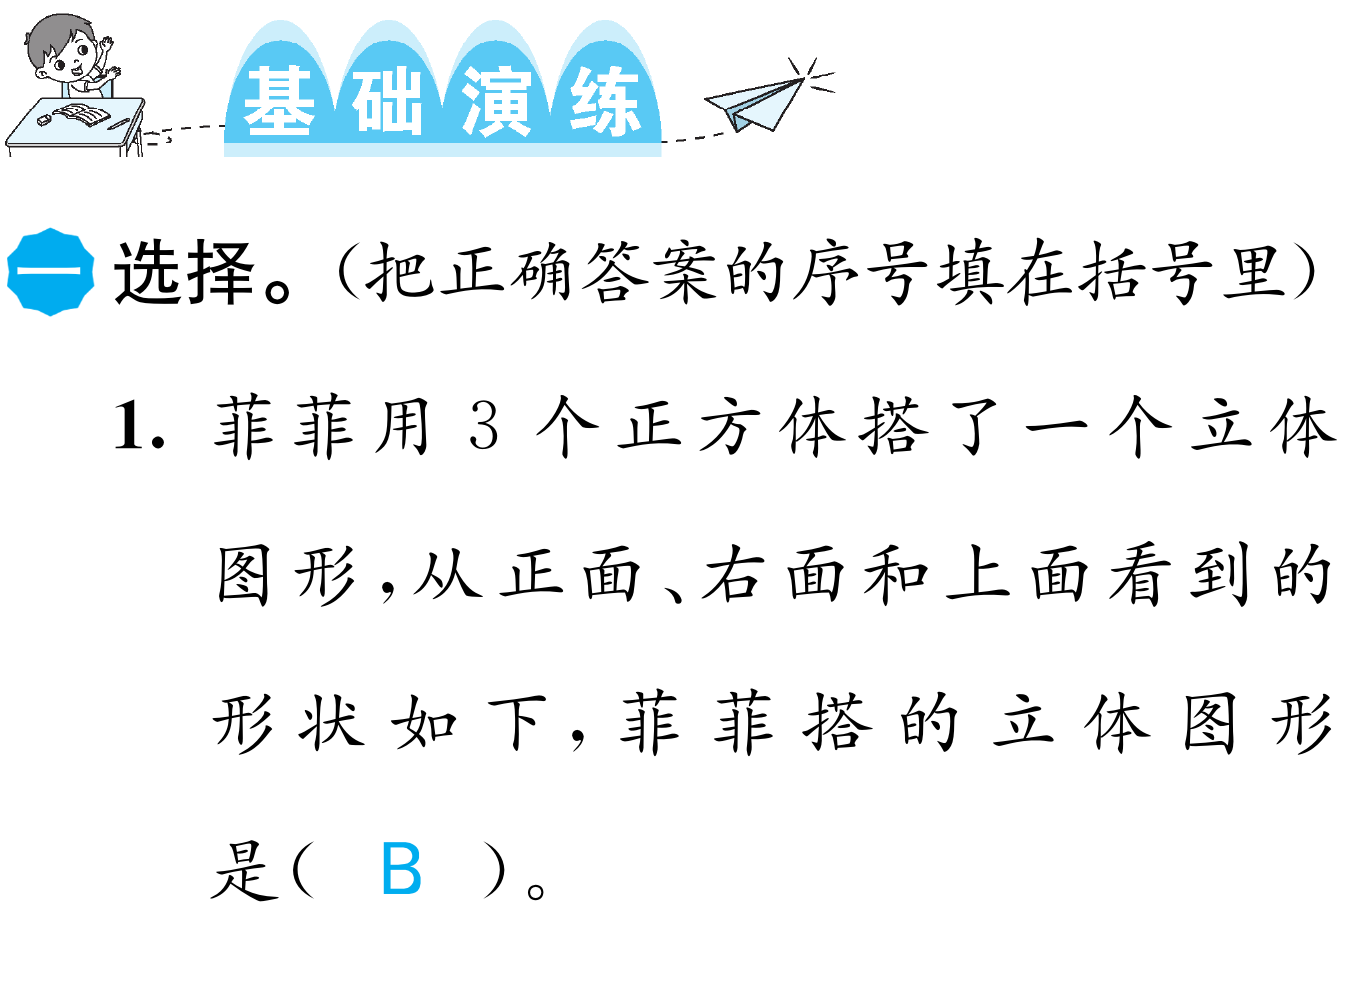 基础演练
一 选择。(把正确答案的序号填在括号里)
1. 菲菲用 3 个正方体搭了一个立体
图形,从正面、右面和上面看到的
形状如下,菲菲搭的立体图形
是( B )。